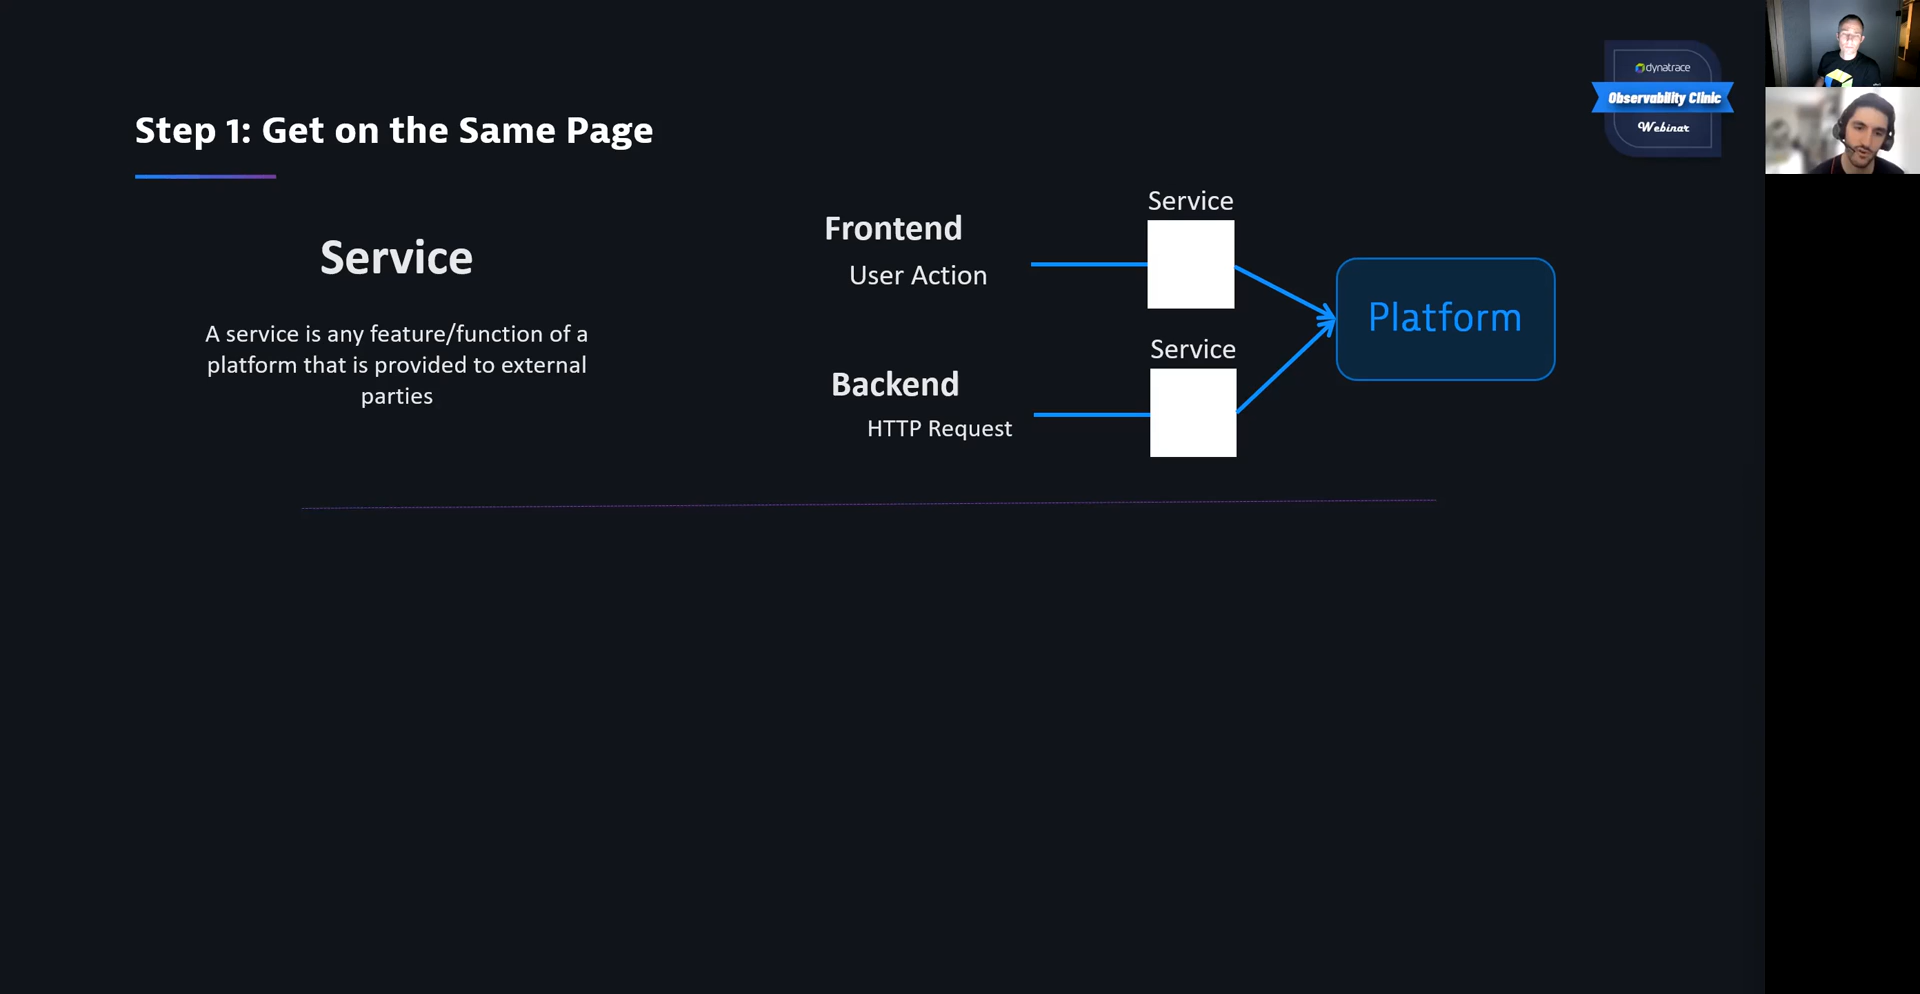 dynatrace
Observability Clinic
Webinar
Step 1: Get on the Same Page
Service
A service is any feature/function of a
platform that is provided to external
parties
Frontend
User Action
Service
Backend
HTTP Request
Service
Platform